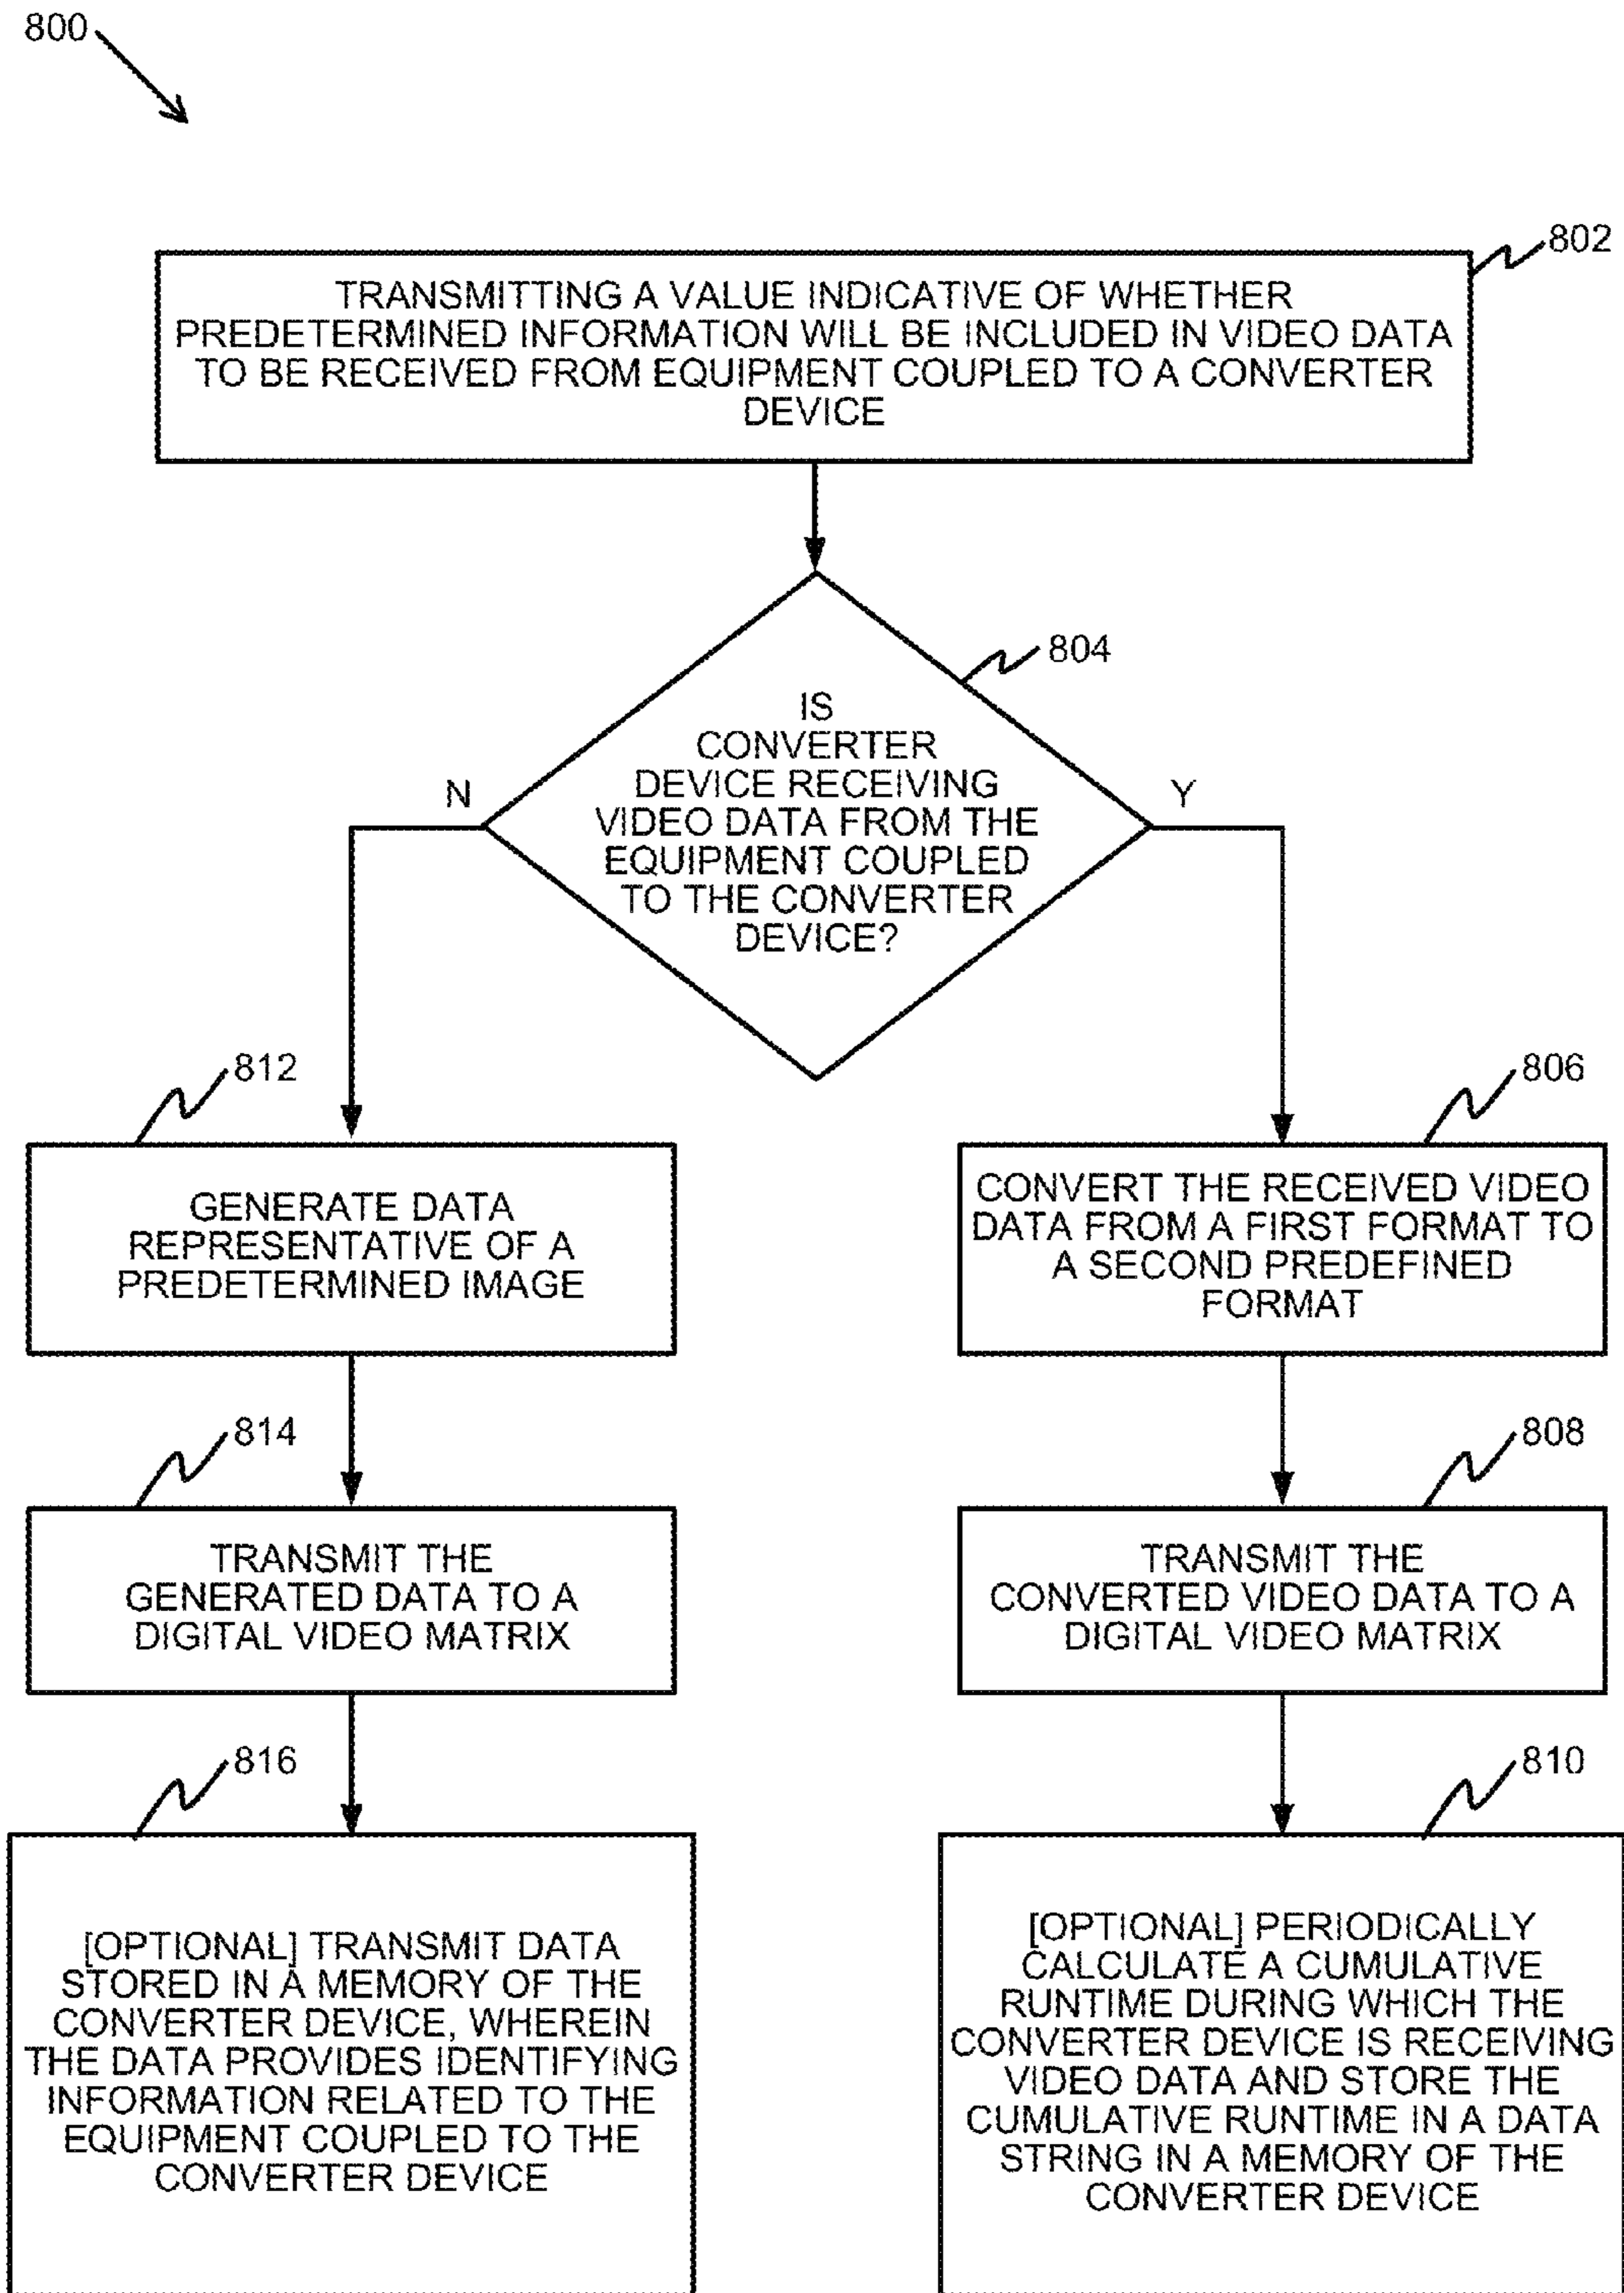 800
802
TRANSMITTING A VALUE INDICATIVE OF WHETHER
PREDETERMINED INFORMATION WILL BE INCLUDED IN VIDEO DATA
TO BE RECEIVED FROM EQUIPMENT COUPLED TO A CONVERTER
DEVICE
804
IS
CONVERTER
DEVICE RECEIVING
VIDEO DATA FROM THE
EQUIPMENT COUPLED
TO THE CONVERTER
DEVICE?
N
Y
812
GENERATE DATA
REPRESENTATIVE OF A
PREDETERMINED IMAGE
806
CONVERT THE RECEIVED VIDEO
DATA FROM A FIRST FORMAT TO
A SECOND PREDEFINED
FORMAT
814
TRANSMIT THE
GENERATED DATA TO A
DIGITAL VIDEO MATRIX
808
TRANSMIT THE
CONVERTED VIDEO DATA TO A
DIGITAL VIDEO MATRIX
816
[OPTIONAL] TRANSMIT DATA
STORED IN A MEMORY OF THE
CONVERTER DEVICE, WHEREIN
THE DATA PROVIDES IDENTIFYING
INFORMATION RELATED TO THE
EQUIPMENT COUPLED TO THE
CONVERTER DEVICE
810
[OPTIONAL] PERIODICALLY
CALCULATE A CUMULATIVE
RUNTIME DURING WHICH THE
CONVERTER DEVICE IS RECEIVING
VIDEO DATA AND STORE THE
CUMULATIVE RUNTIME IN A DATA
STRING IN A MEMORY OF THE
CONVERTER DEVICE